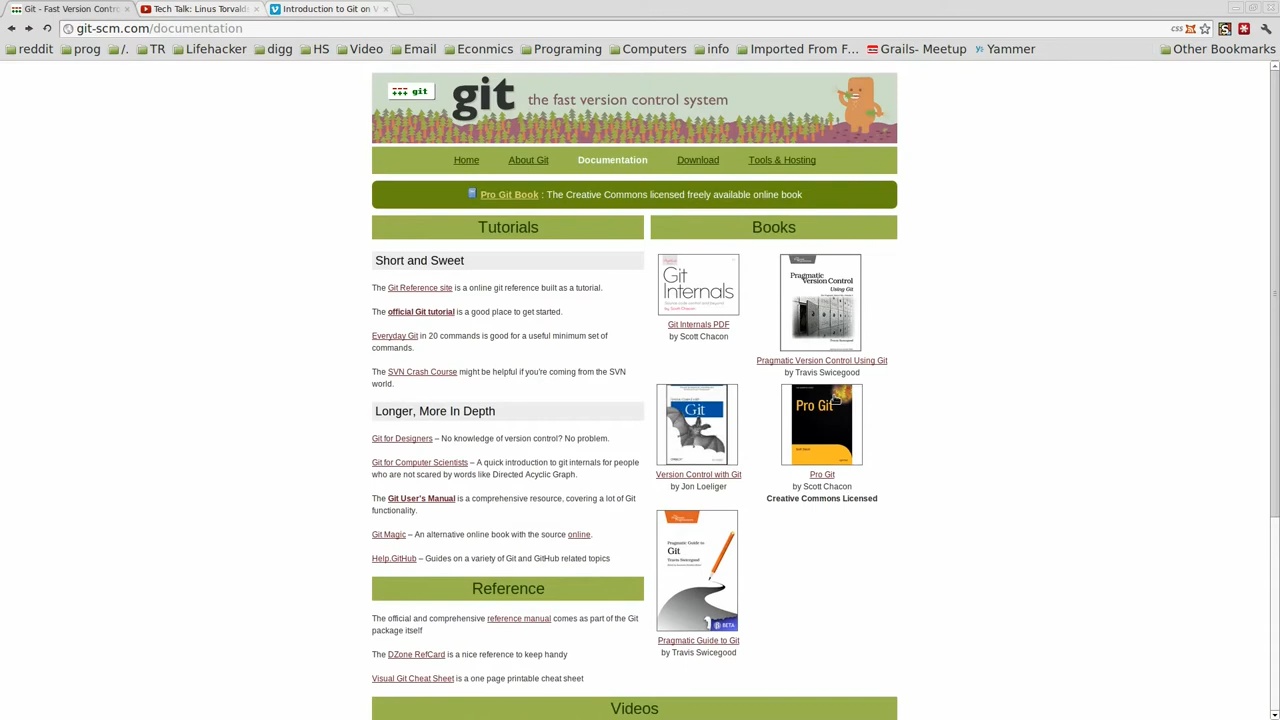 Git - Fast Version Contro
Tech Talk: Linus Torvald
Introduction to Git on V
git-scm.com/documentation
css
reddit
prog
/.
TR
Lifehacker
digg
HS
Video
Email
Econmics
Programing
Computers
info
Imported From F...
Grails- Meetup
Yammer
Other Bookmarks
git
git the fast version control system
Home
About Git
Documentation
Download
Tools & Hosting
Pro Git Book : The Creative Commons licensed freely available online book
Tutorials
Short and Sweet
The Git Reference site is a online git reference built as a tutorial.
The official Git tutorial is a good place to get started.
Everyday Git in 20 commands is good for a useful minimum set of
commands.
The SVN Crash Course might be helpful if you're coming from the SVN
world.
Longer, More In Depth
Git for Designers – No knowledge of version control? No problem.
Git for Computer Scientists – A quick introduction to git internals for people
who are not scared by words like Directed Acyclic Graph.
The Git User's Manual is a comprehensive resource, covering a lot of Git
functionality.
Git Magic – An alternative online book with the source online.
Help.GitHub – Guides on a variety of Git and GitHub related topics
Reference
The official and comprehensive reference manual comes as part of the Git
package itself
The DZone RefCard is a nice reference to keep handy
Visual Git Cheat Sheet is a one page printable cheat sheet
Books
Git
Internals
Git Internals PDF
by Scott Chacon
Pragmatic
Version Control
Using Git
Pragmatic Version Control Using Git
by Travis Swicegood
Git
Version Control with Git
by Jon Loeliger
Pro Git
Pro Git
by Scott Chacon
Creative Commons Licensed
Pragmatic Guide to
Git
Travis Swicegood
BETA
Pragmatic Guide to Git
by Travis Swicegood
Videos